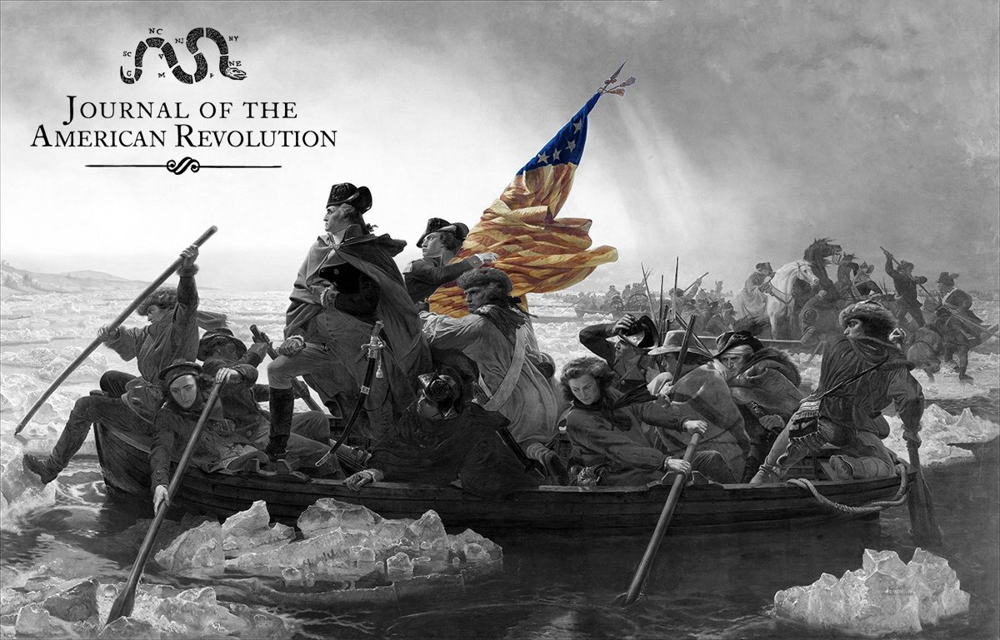 NC
SC
NJ
NY
V
NE
G
M
P
JOURNAL OF THE
AMERICAN REVOLUTION